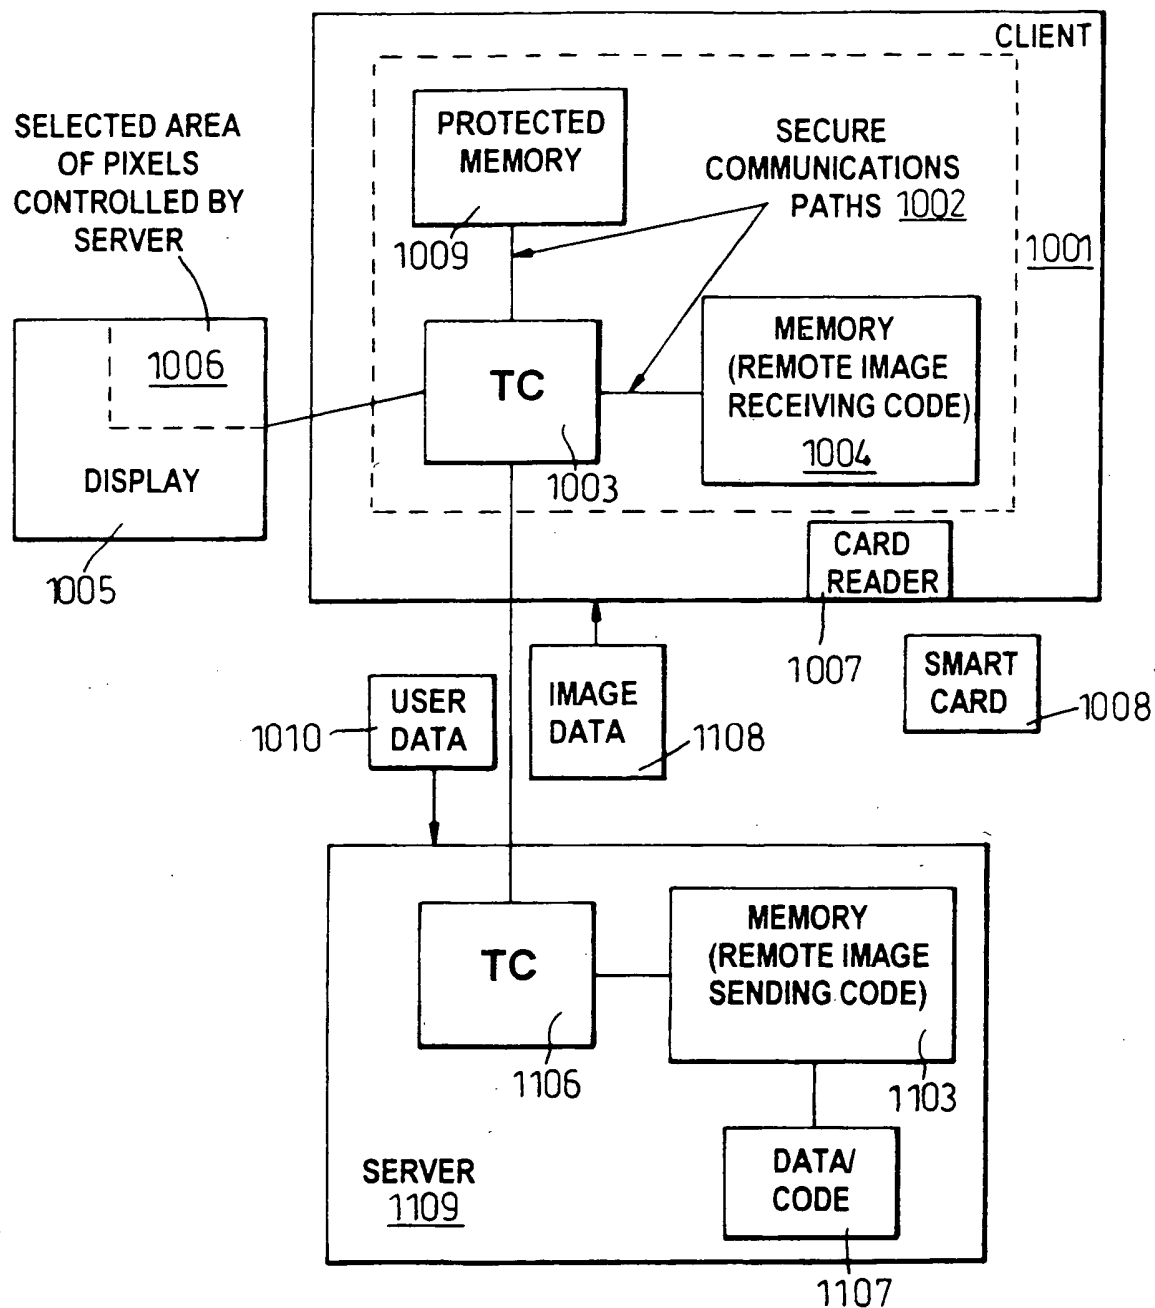 CLIENT
PROTECTED
MEMORY
1009
SECURE
COMMUNICATIONS
PATHS 1002
1001
SELECTED AREA
OF PIXELS
CONTROLLED BY
SERVER
1006
DISPLAY
1005
TC
1003
MEMORY
(REMOTE IMAGE
RECEIVING CODE)
1004
CARD
READER
1007
SMART
CARD
1008
USER
DATA
1010
IMAGE
DATA
1108
TC
1106
MEMORY
(REMOTE IMAGE
SENDING CODE)
1103
DATA/
CODE
1107
SERVER
1109